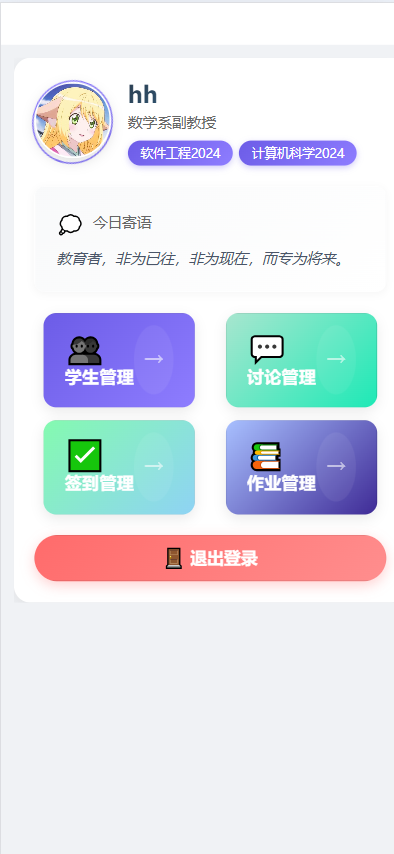 hh
数学系副教授
软件工程2024 计算机科学2024
今日寄语
教育者，非为已往，非为现在，而专为将来。
学生管理 → 讨论管理 →
签到管理 → 作业管理 →
退出登录